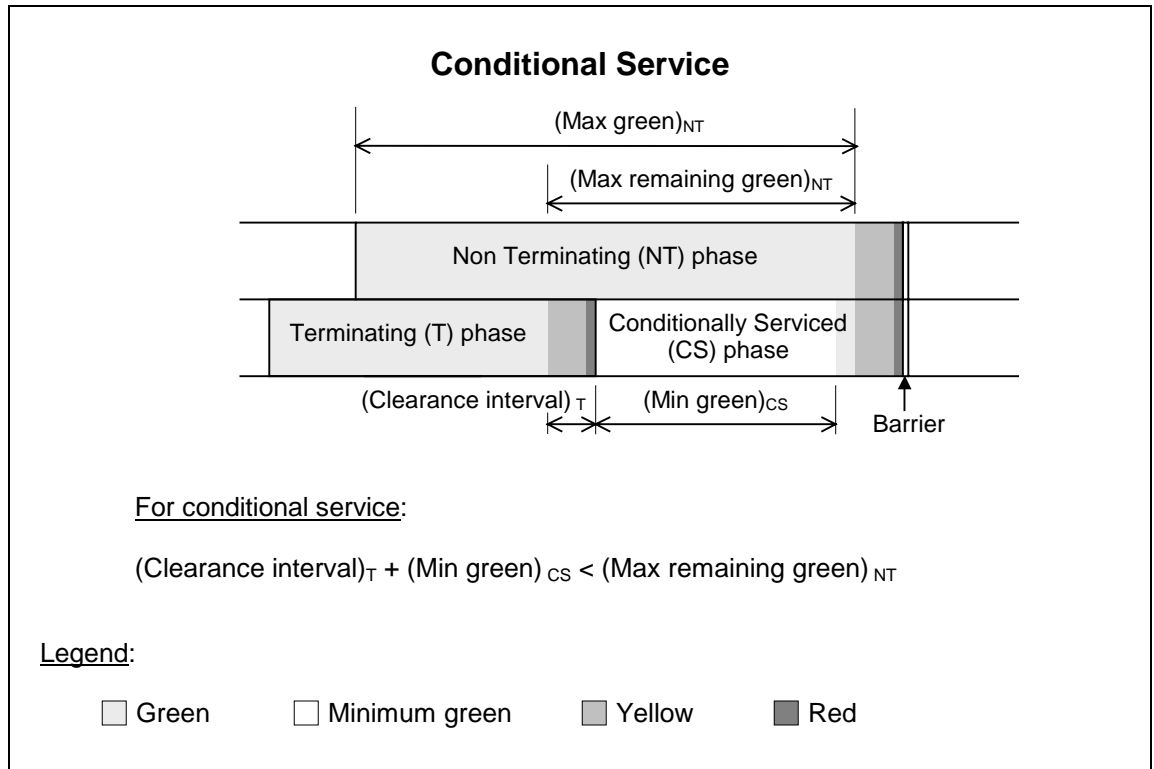 Conditional Service
(Max green)NT
(Max remaining green)NT
Non Terminating (NT) phase
Terminating (T) phase
Conditionally Serviced
(CS) phase
(Clearance interval) T
(Min green)CS
Barrier
For conditional service:
(Clearance interval)T + (Min green) CS < (Max remaining green) NT
Legend:
Green
Minimum green
Yellow
Red